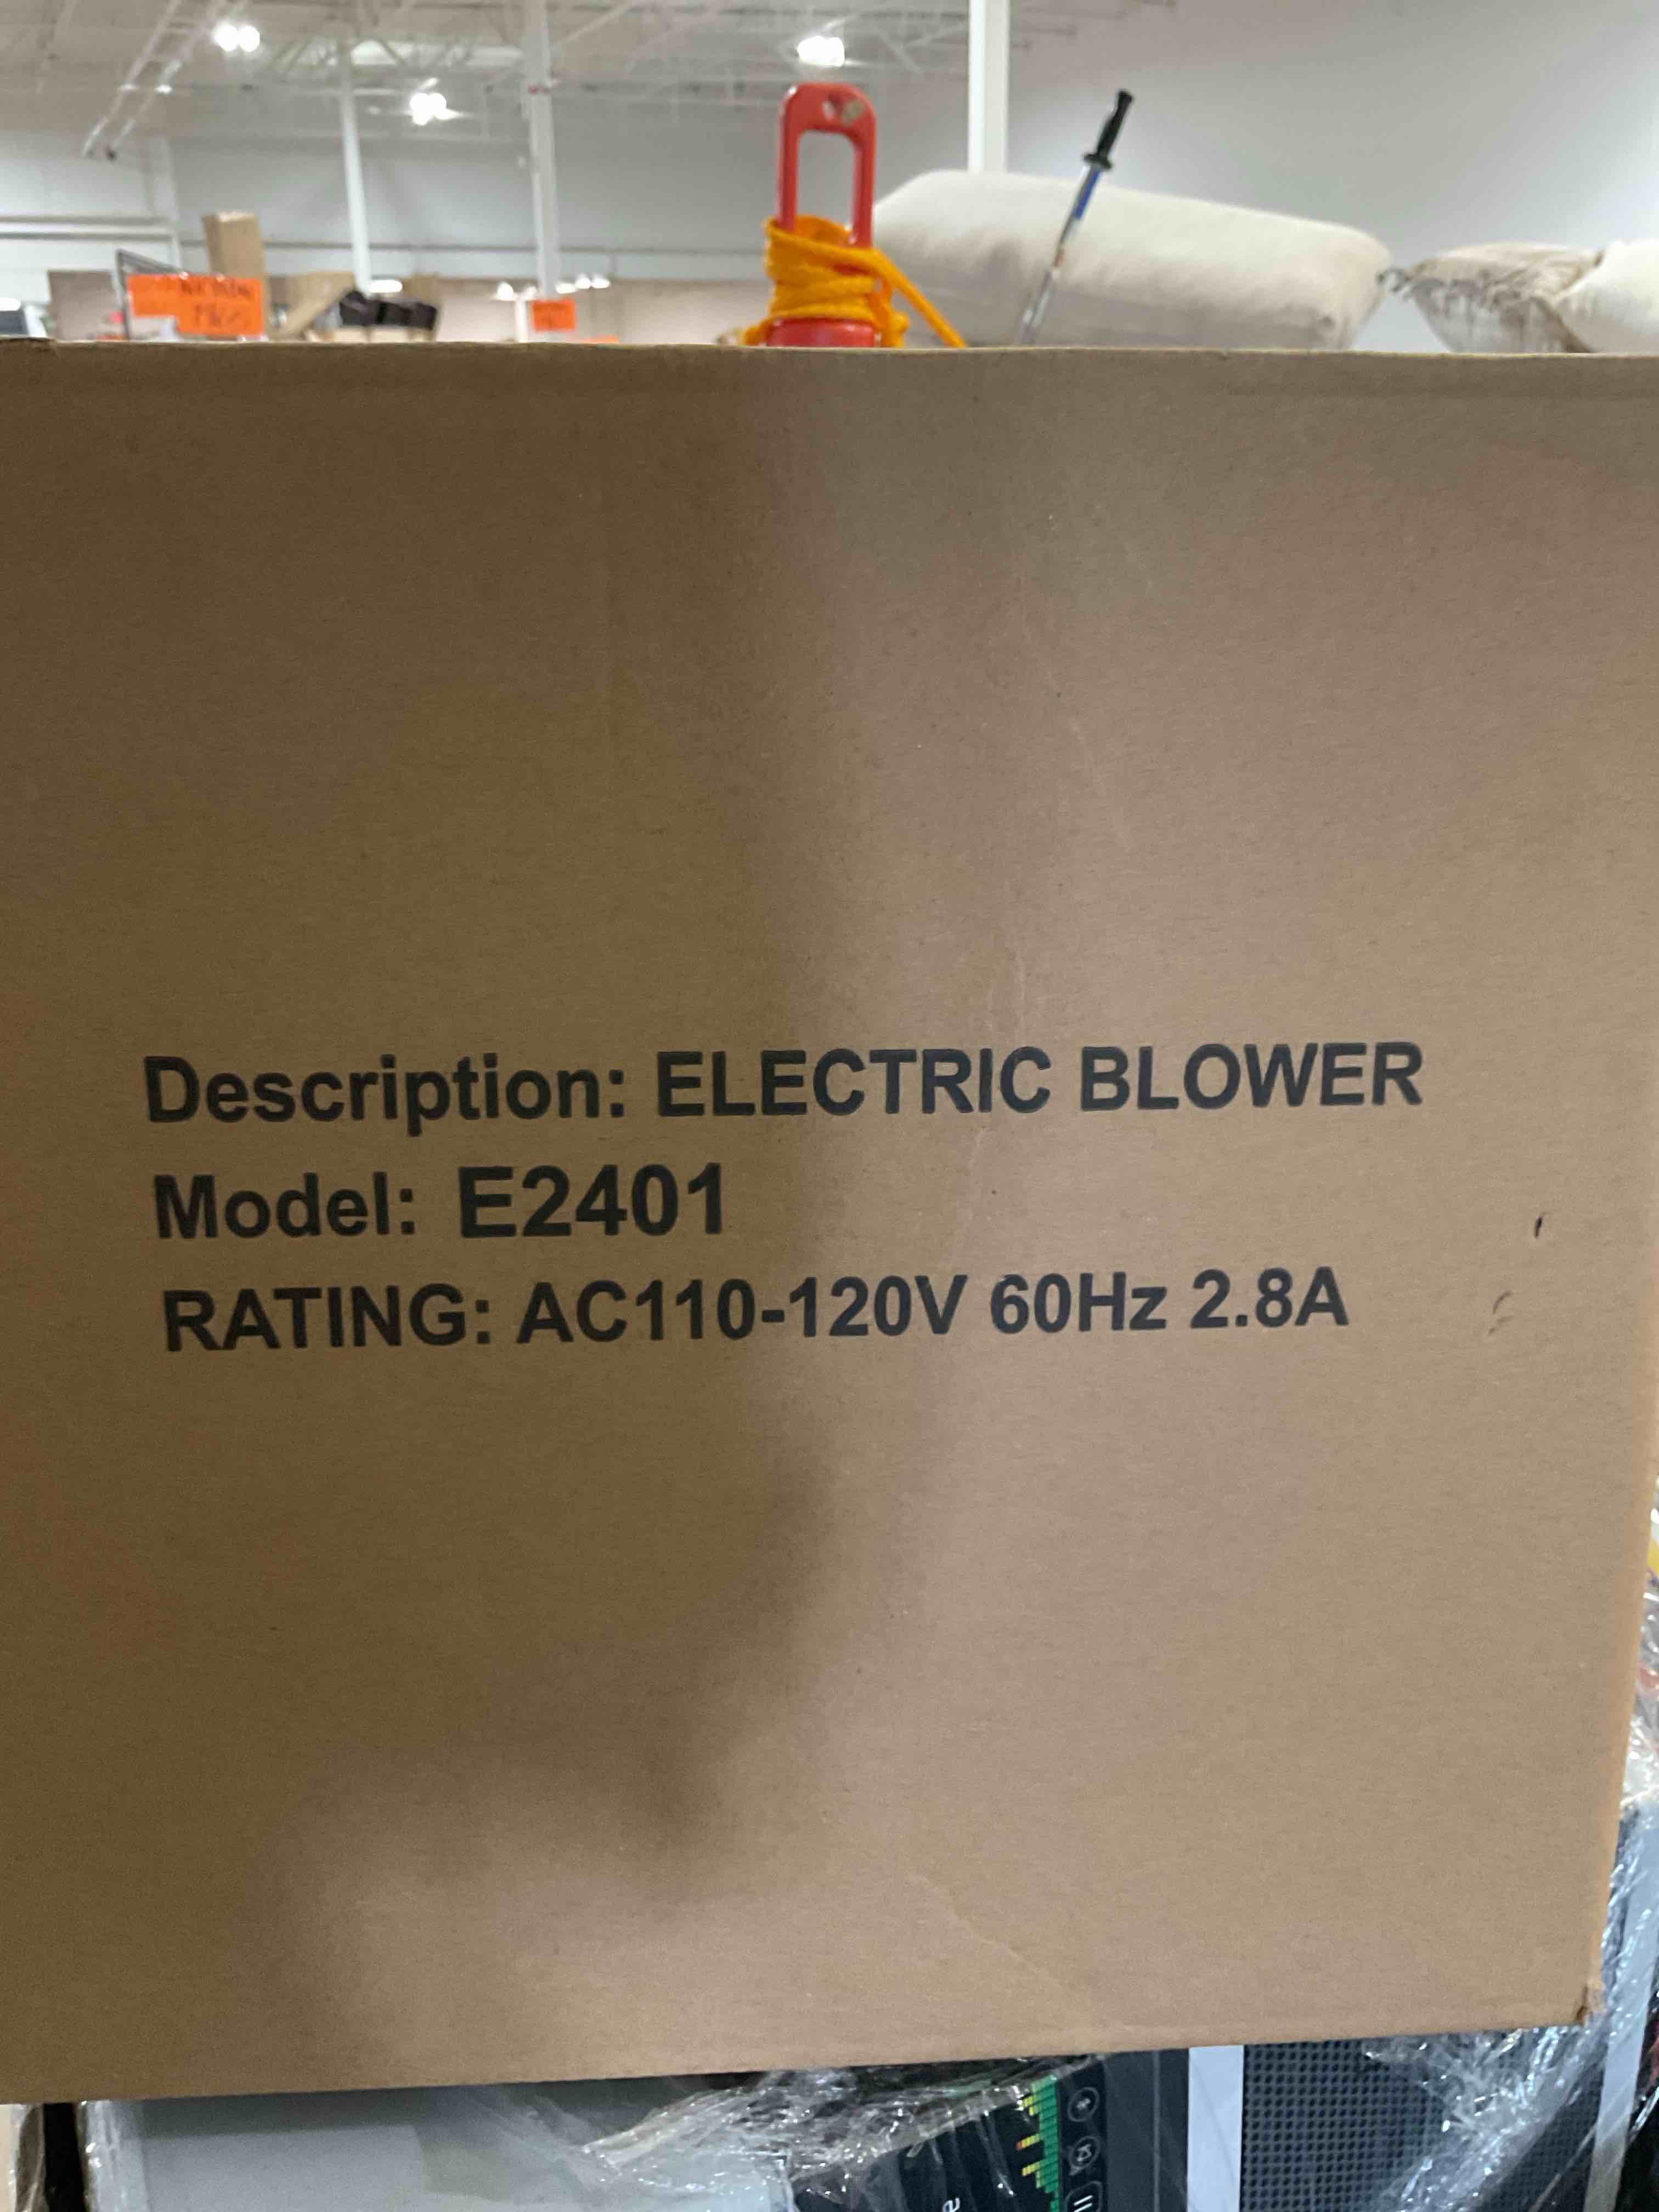 Description: ELECTRIC BLOWER
Model: E2401
RATING: AC110-120V 60Hz 2.8A